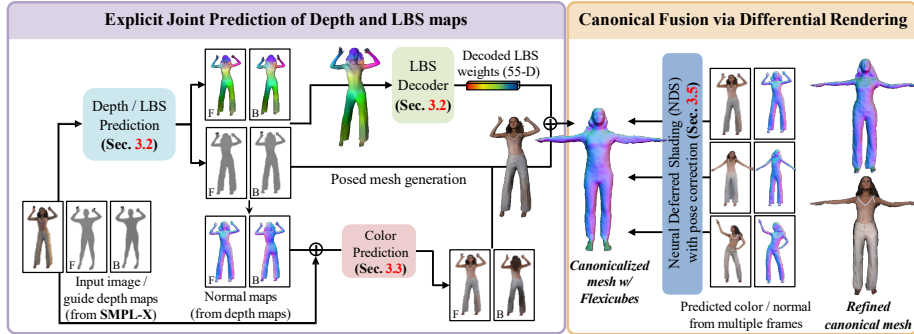 Explicit Joint Prediction of Depth and LBS maps
Canonical Fusion via Differential Rendering
Depth / LBS
Prediction
(Sec. 3.2)
F
B
F
B
LBS
Decoder
(Sec. 3.2)
Decoded LBS
weights (55-D)
Posed mesh generation
F
B
Input image /
guide depth maps
(from SMPL-X)
F
B
Normal maps
(from depth maps)
Color
Prediction
(Sec. 3.3)
F
B
Canonicalized
mesh w/
Flexicubes
Neural Deferred Shading (NDS)
with pose correction (Sec. 3.5)
Predicted color / normal
from multiple frames
Refined
canonical mesh